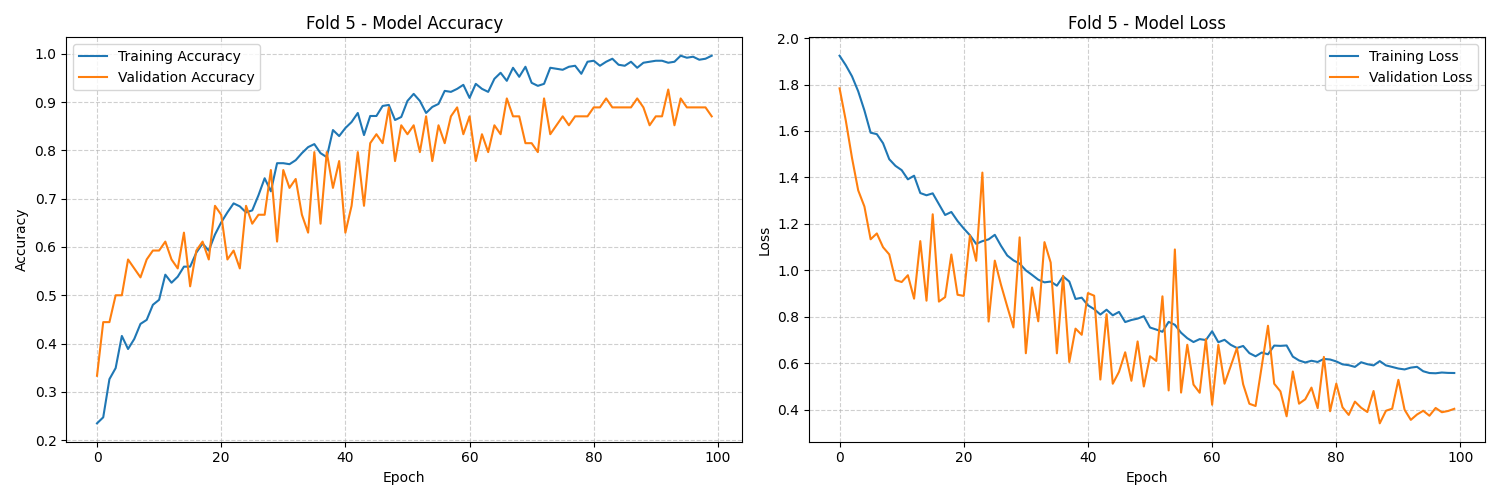 Fold 5 - Model Accuracy
Training Accuracy
Validation Accuracy
Accuracy
1.0
0.9
0.8
0.7
0.6
0.5
0.4
0.3
0.2
0 20 40 60 80 100
Epoch
Fold 5 - Model Loss
Training Loss
Validation Loss
Loss
2.0
1.8
1.6
1.4
1.2
1.0
0.8
0.6
0.4
0 20 40 60 80 100
Epoch